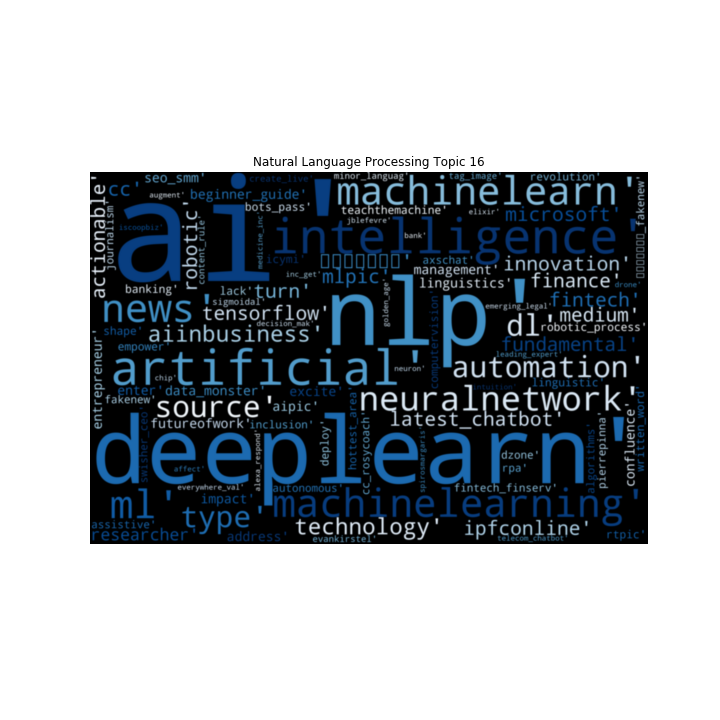 Natural Language Processing Topic 16
seo_smm'
create_live'
minor_languag'
tag_image'
revolution'
cc'
augment'
beginner_guide'
machinelearn'
actionable'
journalism'
iscoopbiz'
ai'
robotic'
content_rule'
medicine_inc'
bots_pass'
teachthemachine'
jblefevre'
elixir'
microsoft'
intelligence'
bank'
_fakenew'
icymi'
axschat'
innovation'
mlpic'
management'
inc_get'
linguistics'
finance'
drone'
banking'
lack'
turn'
sigmoidal'
golden_age'
fintech'
emerging_legal'
news'
tensorflow'
nlp'
medium'
decision_mak'
dl'
robotic_process'
shape'
aiinbusiness'
computervision'
fundamental'
empower'
leading_expert'
entrepreneur'
artificial'
neuron'
automation'
chip'
intuition'
linguistic'
enter'
data_monster'
excite'
hottest_area'
neuralnetwork'
fakenew'
source'
aipic'
latest_chatbot'
futureofwork'
inclusion'
deploy'
swisher_ceo'
cc_rosycoach'
spirosmargaris'
algorithms'
pierrepinna'
confluence'
written_word'
deeplearn'
dzone'
rpa'
affect'
alexa_respond'
everywhere_val'
autonomous'
fintech_finserv'
ml'
impact'
machinelearning'
type'
assistive'
technology'
ipfconline'
researcher'
address'
evankirstel'
telecom_chatbot'
rtpic'